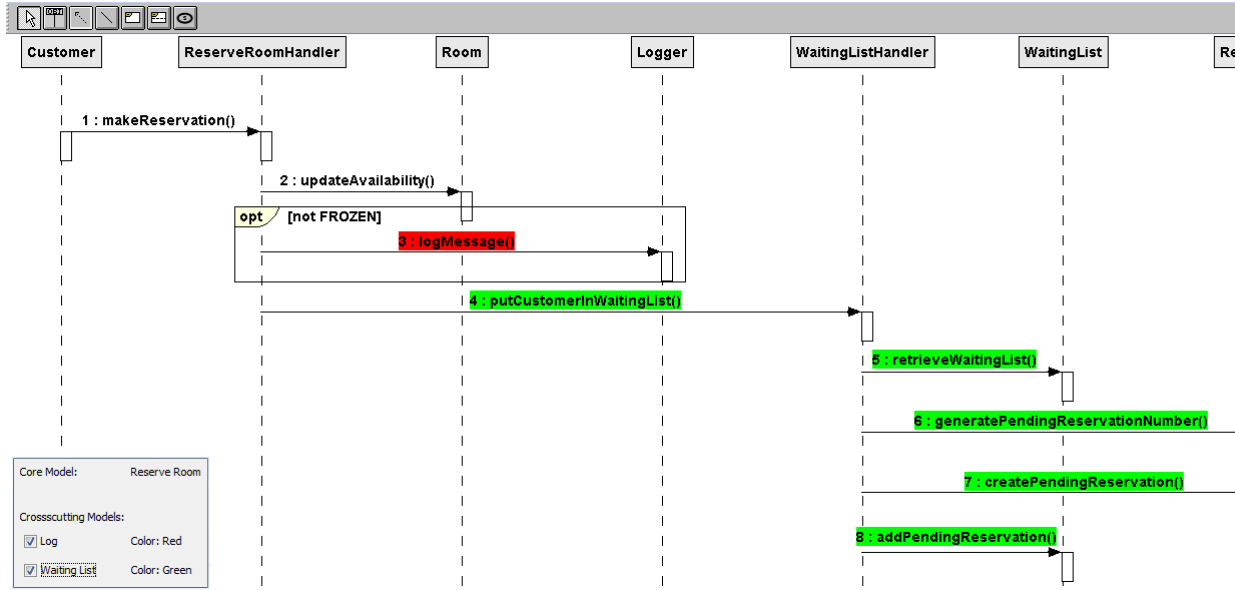 OBJ
Customer
ReserveRoomHandler
Room
Logger
WaitingListHandler
WaitingList
Re
1 : makeReservation()
2 : updateAvailability()
opt [not FROZEN]
3 : logMessage()
4 : putCustomerInWaitingList()
5 : retrieveWaitingList()
6 : generatePendingReservationNumber()
7 : createPendingReservation()
8 : addPendingReservation()
Core Model: Reserve Room
Crossscutting Models:
Log Color: Red
Waiting List Color: Green